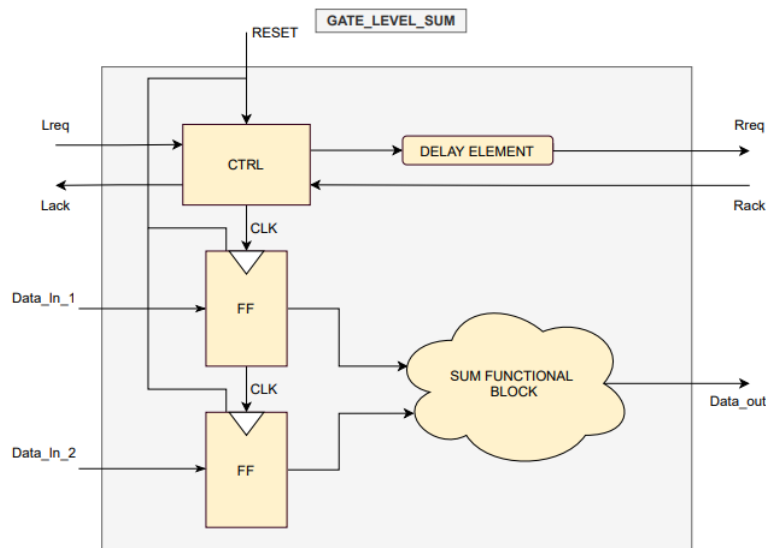 GATE_LEVEL_SUM
RESET
Lreq
Rreq
CTRL
DELAY ELEMENT
Lack
Rack
CLK
Data_In_1
FF
SUM FUNCTIONAL
BLOCK
CLK
Data_out
Data_In_2
FF